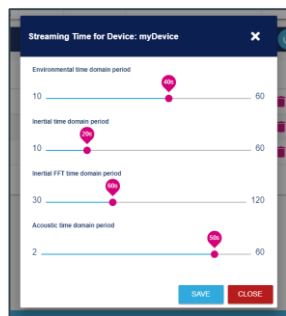 Streaming Time for Device: myDevice
Environmental time domain period
40s
10 60
Inertial time domain period
20s
10 60
Inertial FFT time domain period
60s
30 120
Acoustic time domain period
50s
2 60
SAVE CLOSE